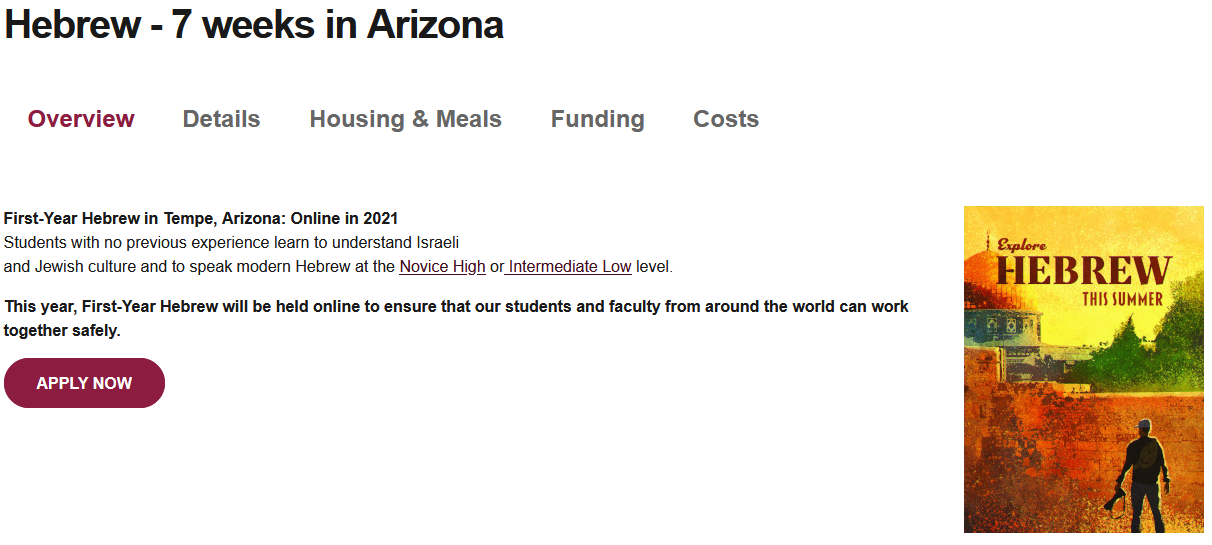 Hebrew - 7 weeks in Arizona
Overview Details Housing & Meals Funding Costs
First-Year Hebrew in Tempe, Arizona: Online in 2021
Students with no previous experience learn to understand Israeli
and Jewish culture and to speak modern Hebrew at the Novice High or Intermediate Low level.
This year, First-Year Hebrew will be held online to ensure that our students and faculty from around the world can work
together safely.
APPLY NOW
Explore
HEBREW
THIS SUMMER